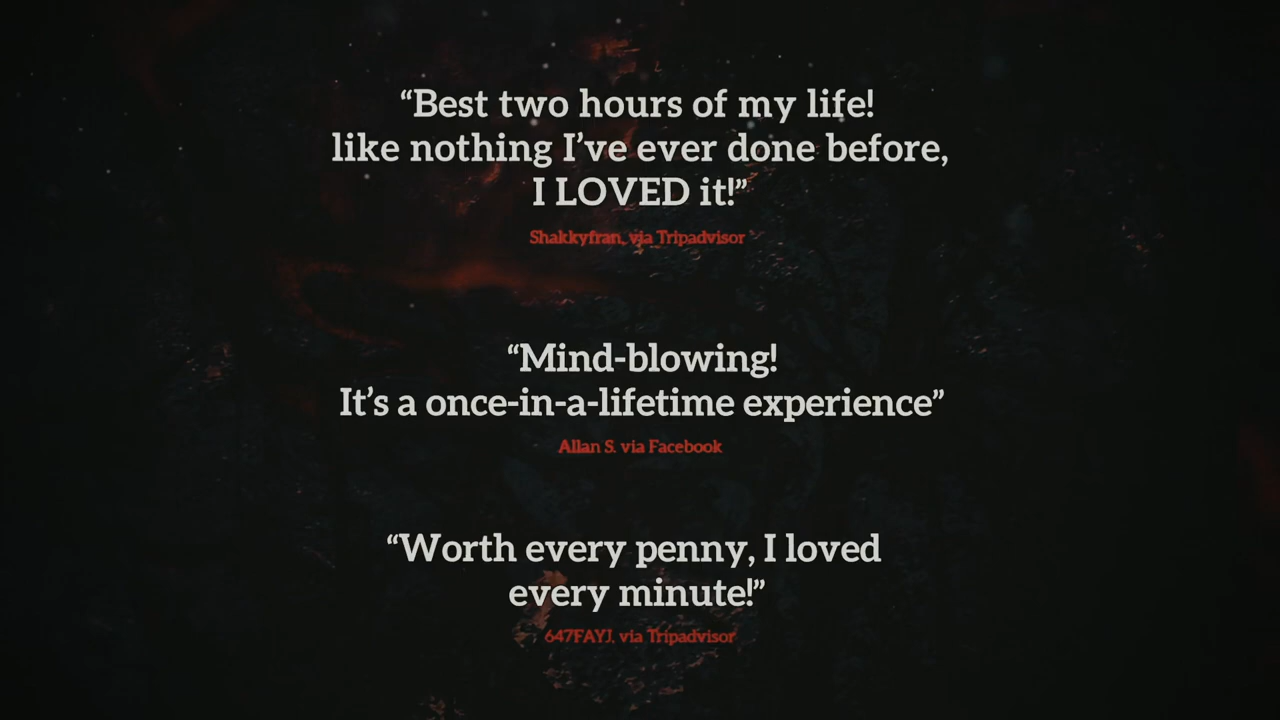 “Best two hours of my life!
like nothing I’ve ever done before,
I LOVED it!”
Shakkyfran, via Tripadvisor
“Mind-blowing!
It’s a once-in-a-lifetime experience”
Allan S. via Facebook
“Worth every penny, I loved
every minute!”
647FAYJ, via Tripadvisor